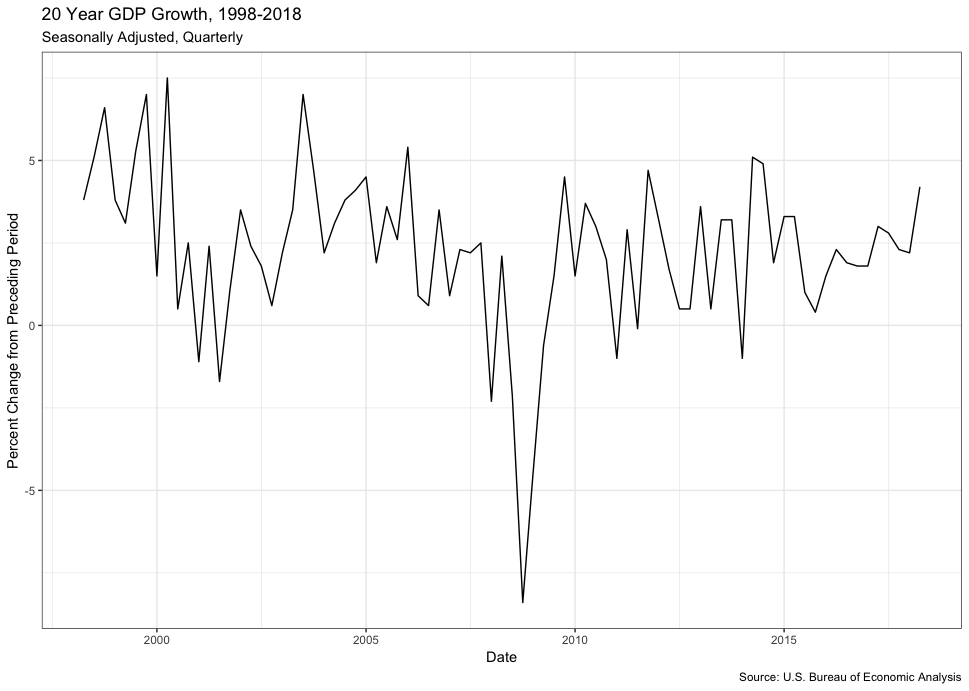 20 Year GDP Growth, 1998-2018
Seasonally Adjusted, Quarterly
Percent Change from Preceding Period
5
0
-5
2000
2005
2010
2015
Date
Source: U.S. Bureau of Economic Analysis